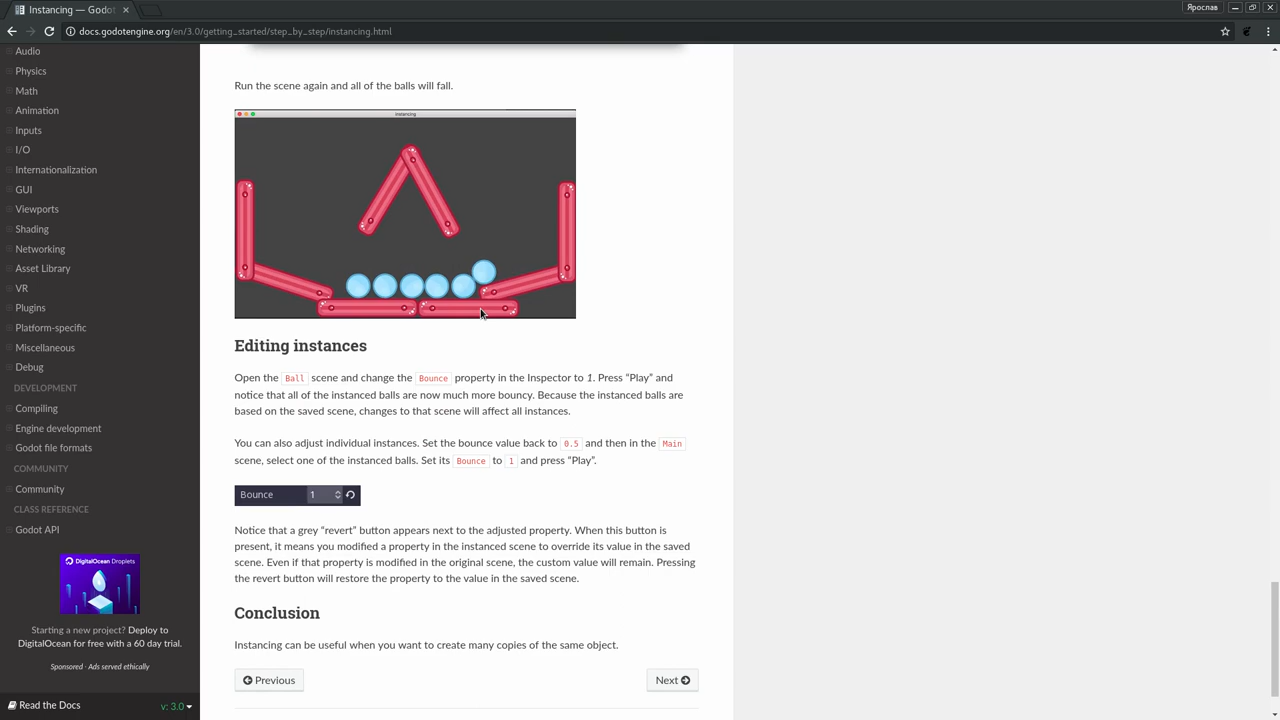 Instancing — Godot
Ярослав
docs.godotengine.org/en/3.0/getting_started/step_by_step/instancing.html
Audio
Physics
Math
Animation
Inputs
I/O
Internationalization
GUI
Viewports
Shading
Networking
Asset Library
VR
Plugins
Platform-specific
Miscellaneous
Debug
DEVELOPMENT
Compiling
Engine development
Godot file formats
COMMUNITY
Community
CLASS REFERENCE
Godot API
DigitalOcean Droplets
Starting a new project? Deploy to
DigitalOcean for free with a 60 day trial.
Sponsored · Ads served ethically
Read the Docs
v: 3.0
Run the scene again and all of the balls will fall.
Instancing
Editing instances
Open the Ball scene and change the Bounce property in the Inspector to 1. Press “Play” and
notice that all of the instanced balls are now much more bouncy. Because the instanced balls are
based on the saved scene, changes to that scene will affect all instances.
You can also adjust individual instances. Set the bounce value back to 0.5 and then in the Main
scene, select one of the instanced balls. Set its Bounce to 1 and press “Play”.
Bounce 1
Notice that a grey “revert” button appears next to the adjusted property. When this button is
present, it means you modified a property in the instanced scene to override its value in the saved
scene. Even if that property is modified in the original scene, the custom value will remain. Pressing
the revert button will restore the property to the value in the saved scene.
Conclusion
Instancing can be useful when you want to create many copies of the same object.
Previous
Next